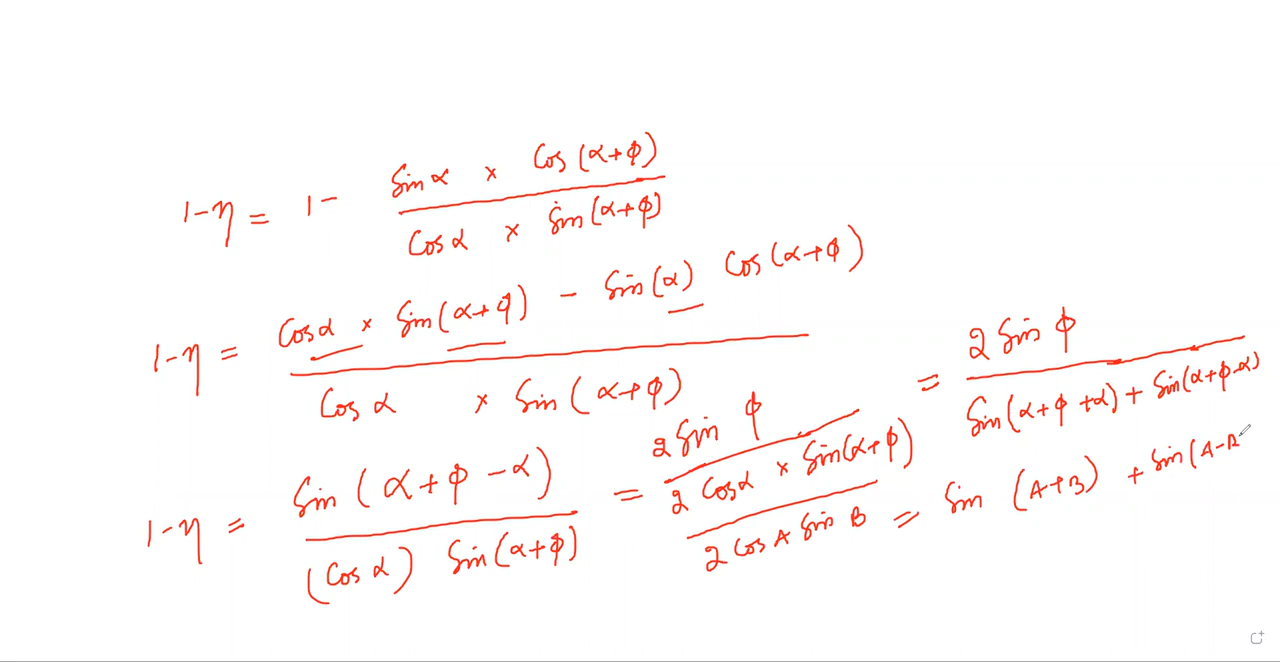 1-η = 1 - (Sin α × Cos(α+φ)) / (Cos α × Sin(α+φ))
1-η = (Cos α × Sin(α+φ) - Sin(α) Cos(α+φ)) / (Cos α × Sin(α+φ))
1-η = Sin(α+φ-α) / ((Cos α) Sin(α+φ)) = 2 Sin φ / (2 Cos α × Sin(α+φ)) = 2 Sin φ / (Sin(α+φ+α) + Sin(α+φ-α))
2 Cos A Sin B = Sin (A+B) + Sin(A-B